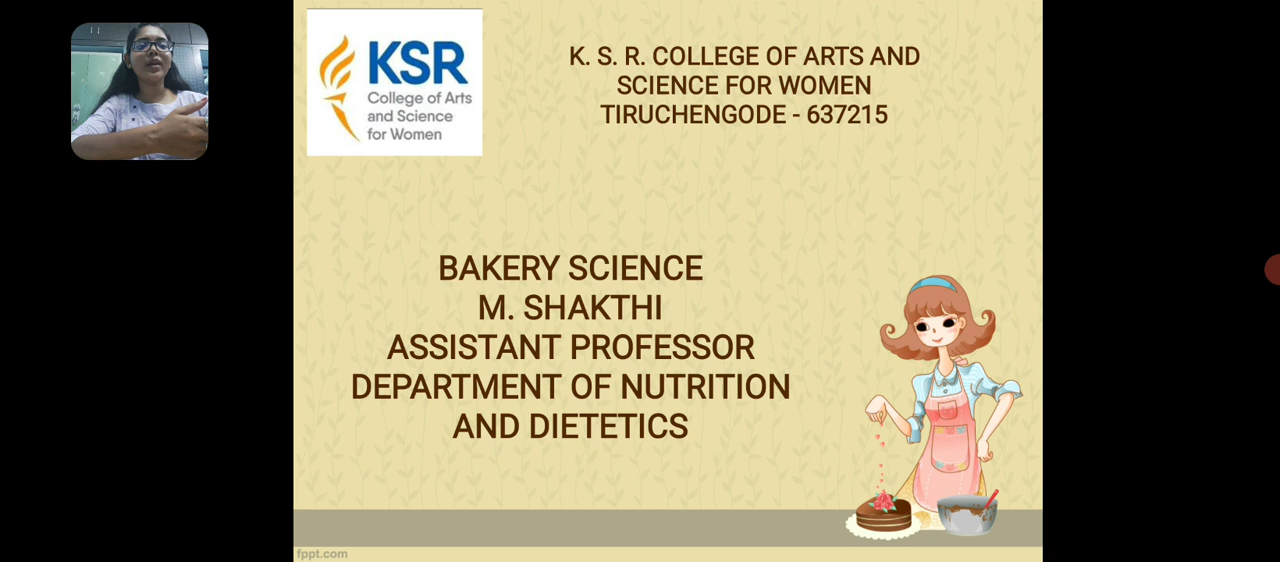 KSR
College of Arts
and Science
for Women
K. S. R. COLLEGE OF ARTS AND
SCIENCE FOR WOMEN
TIRUCHENGODE - 637215
BAKERY SCIENCE
M. SHAKTHI
ASSISTANT PROFESSOR
DEPARTMENT OF NUTRITION
AND DIETETICS
fppt.com